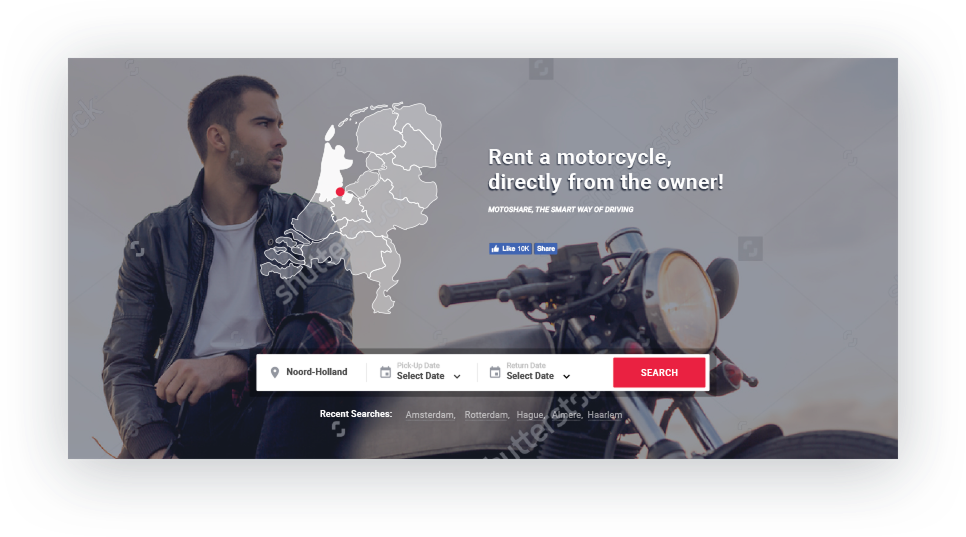 Rent a motorcycle,
directly from the owner!
MOTOSHARE, THE SMART WAY OF DRIVING
Like 10K Share
Noord-Holland
Pick-Up Date
Select Date
Return Date
Select Date
SEARCH
Recent Searches: Amsterdam, Rotterdam, Hague, Almere, Haarlem
shutterstock
shutterstock